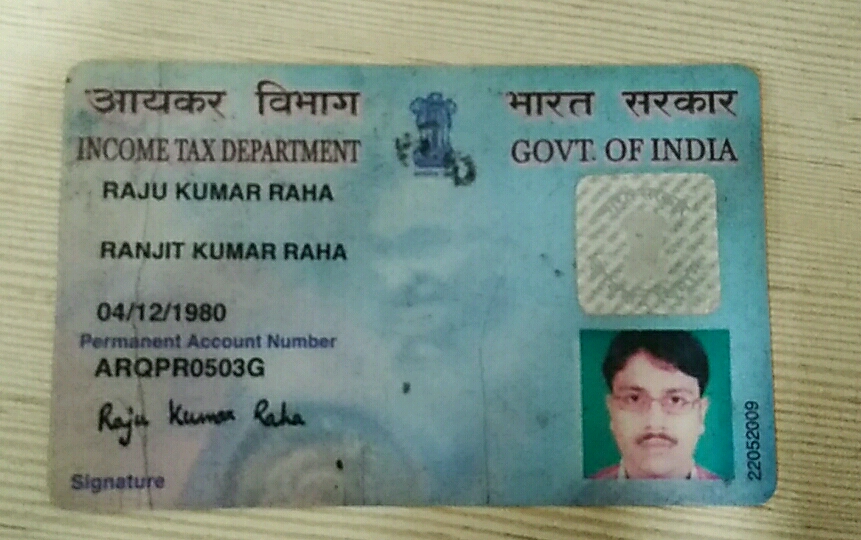 आयकर विभाग
भारत सरकार
INCOME TAX DEPARTMENT
GOVT. OF INDIA
RAJU KUMAR RAHA
RANJIT KUMAR RAHA
04/12/1980
Permanent Account Number
ARQPR0503G
Raju Kumar Raha
Signature
22052009